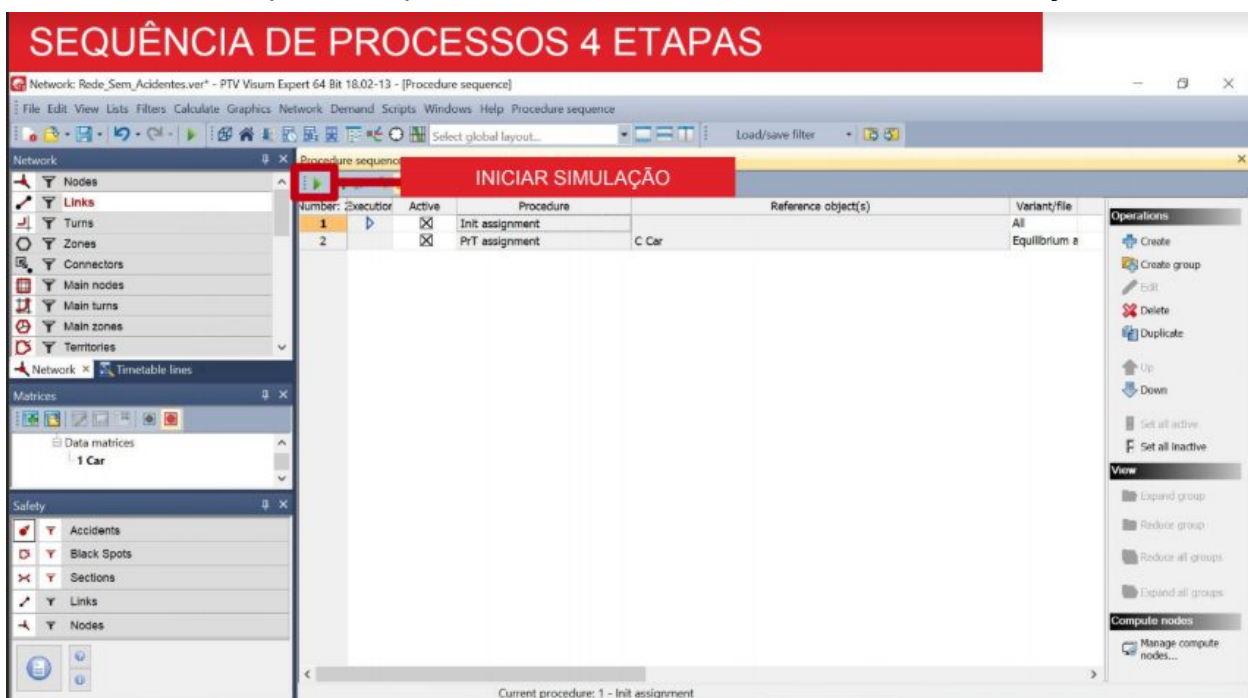 SEQUÊNCIA DE PROCESSOS 4 ETAPAS
Network: Rede_Sem_Acidentes.ver* - PTV Visum Expert 64 Bit 18.02-13 - [Procedure sequence]
File Edit View Lists Filters Calculate Graphics Network Demand Scripts Windows Help Procedure sequence
Select global layout...
Load/save filter
Network
Nodes
Links
Turns
Zones
Connectors
Main nodes
Main turns
Main zones
Territories
Network
Timetable lines
Matrices
Data matrices
1 Car
Safety
Accidents
Black Spots
Sections
Links
Nodes
Procedure sequence
INICIAR SIMULAÇÃO
Number: Execution Active Procedure Reference object(s) Variant/file
1 Init assignment All
2 PrT assignment C Car Equilibrium a
Current procedure: 1 - Init assignment
Operations
Create
Create group
Edit
Delete
Duplicate
Up
Down
Set all active
Set all inactive
View
Expand group
Reduce group
Reduce all groups
Expand all groups
Compute nodes
Manage compute
nodes...